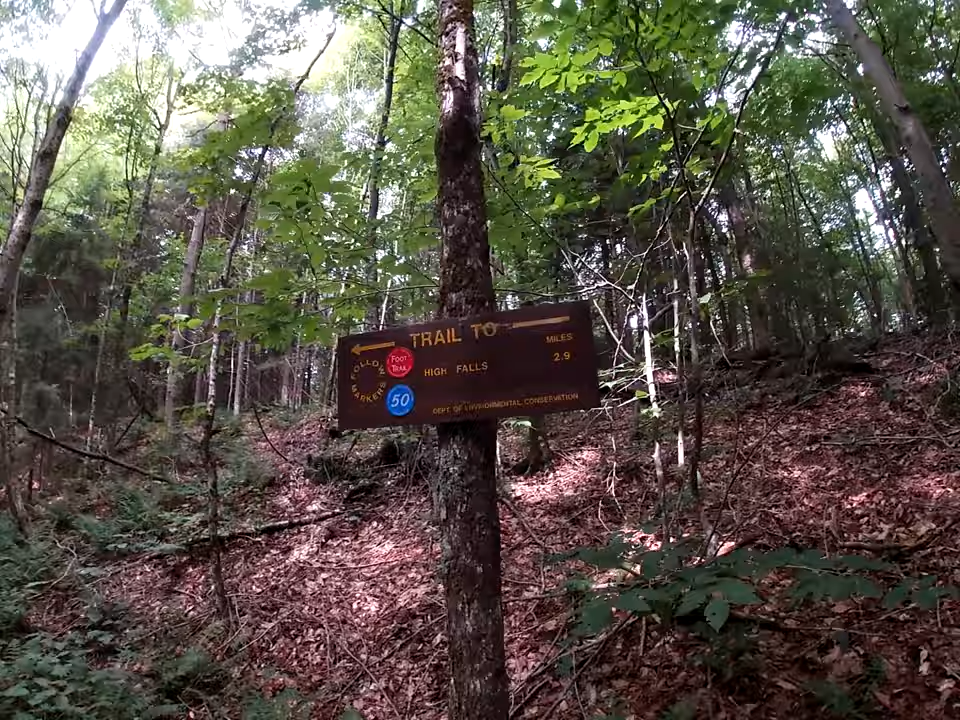 TRAIL TO
MILES
FOLLOW
MARKERS
FOOT
TRAIL
HIGH FALLS
2.9
50
DEPT. OF ENVIRONMENTAL CONSERVATION